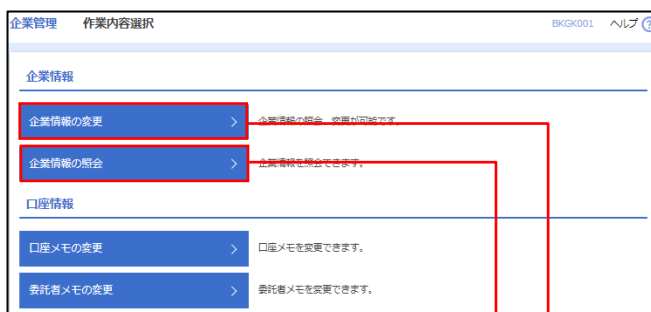 企業管理 作業内容選択 BKGK001 ヘルプ ?
企業情報
企業情報の変更 企業情報の照会、変更が可能です。
企業情報の照会 企業情報を照会できます。
口座情報
口座メモの変更 口座メモを変更できます。
委託者メモの変更 委託者メモを変更できます。